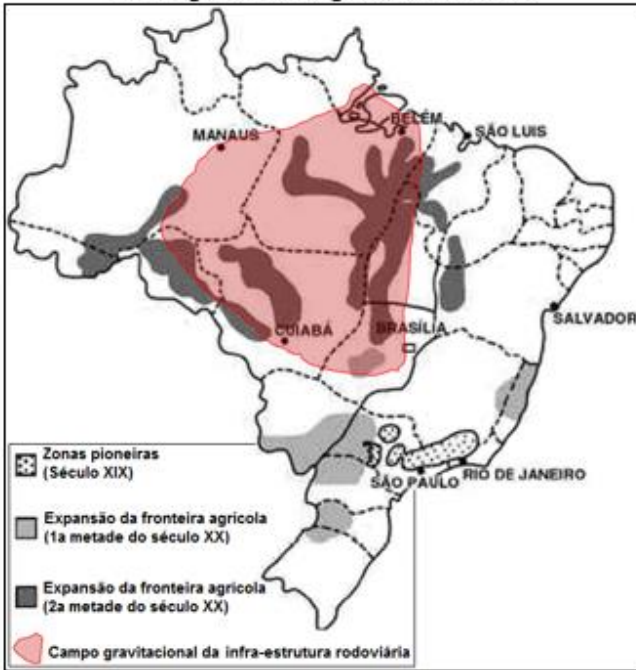 MANAUS
BELÉM
SÃO LUIS
CUIABÁ
BRASÍLIA
SALVADOR
SÃO PAULO
RIO DE JANEIRO
Zonas pioneiras
(Século XIX)
Expansão da fronteira agrícola
(1a metade do século XX)
Expansão da fronteira agrícola
(2a metade do século XX)
Campo gravitacional da infra-estrutura rodoviária